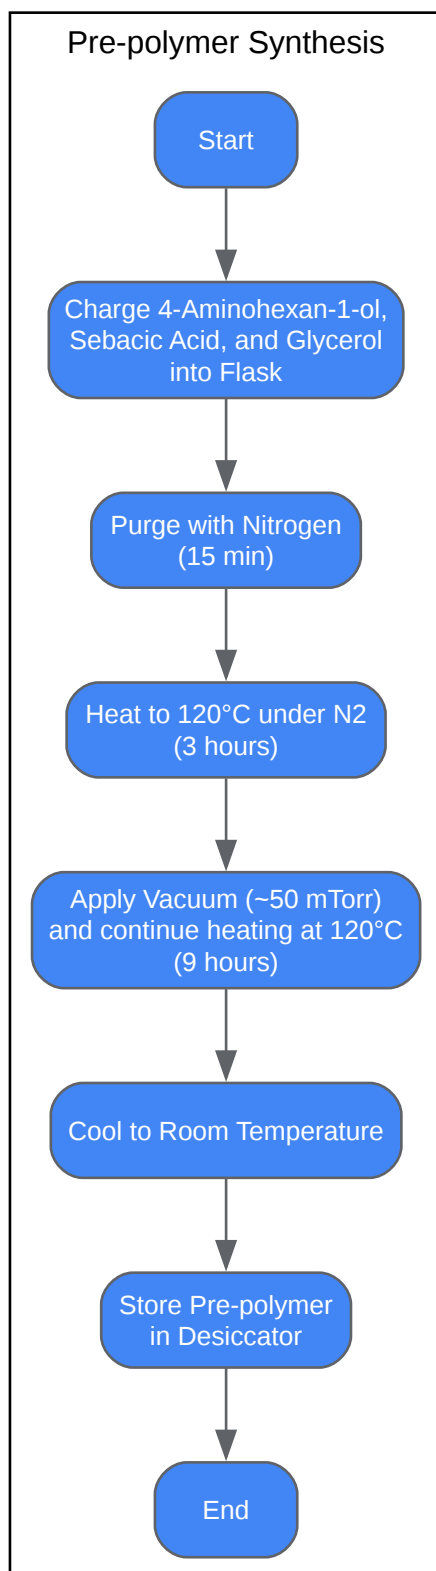 Pre-polymer Synthesis
Start
Charge 4-Aminohexan-1-ol,
Sebacic Acid, and Glycerol
into Flask
Purge with Nitrogen
(15 min)
Heat to 120°C under N2
(3 hours)
Apply Vacuum (~50 mTorr)
and continue heating at 120°C
(9 hours)
Cool to Room Temperature
Store Pre-polymer
in Desiccator
End